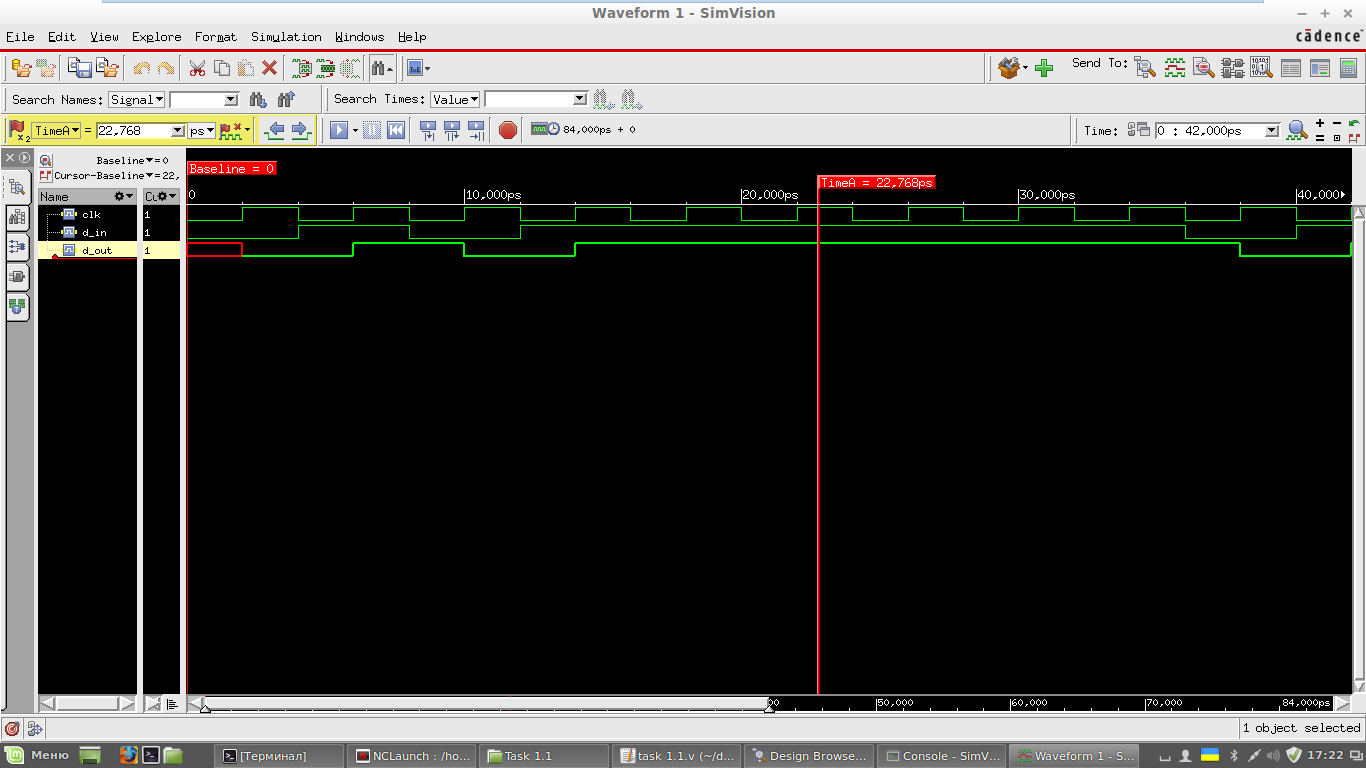 Waveform 1 - SimVision
File Edit View Explore Format Simulation Windows Help
cādence
Send To:
Search Names: Signal
Search Times: Value
TimeA = 22,768 ps
84,000ps + 0
Time: 0 : 42,000ps
Baseline = 0
Cursor-Baseline = 22,
Baseline = 0
TimeA = 22,768ps
Name
0 10,000ps 20,000ps 30,000ps 40,000
clk 1
d_in 1
d_out 1
50,000 60,000 70,000 84,000ps
1 object selected
Меню
[Терминал]
NCLaunch : /ho...
Task 1.1
task 1.1.v (~/d...
Design Browse...
Console - SimV...
Waveform 1 - S...
17:22